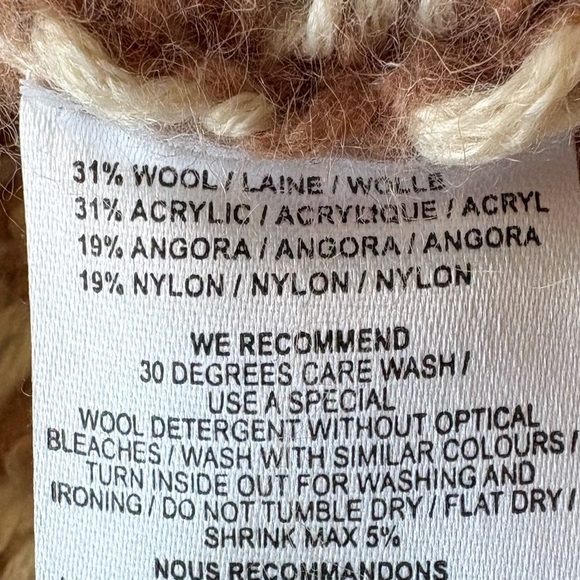 31% WOOL / LAINE / WOLLE
31% ACRYLIC / ACRYLIQUE / ACRYL
19% ANGORA / ANGORA / ANGORA
19% NYLON / NYLON / NYLON
WE RECOMMEND
30 DEGREES CARE WASH /
USE A SPECIAL
WOOL DETERGENT WITHOUT OPTICAL
BLEACHES / WASH WITH SIMILAR COLOURS /
TURN INSIDE OUT FOR WASHING AND
IRONING / DO NOT TUMBLE DRY / FLAT DRY /
SHRINK MAX 5%
NOUS RECOMMANDONS